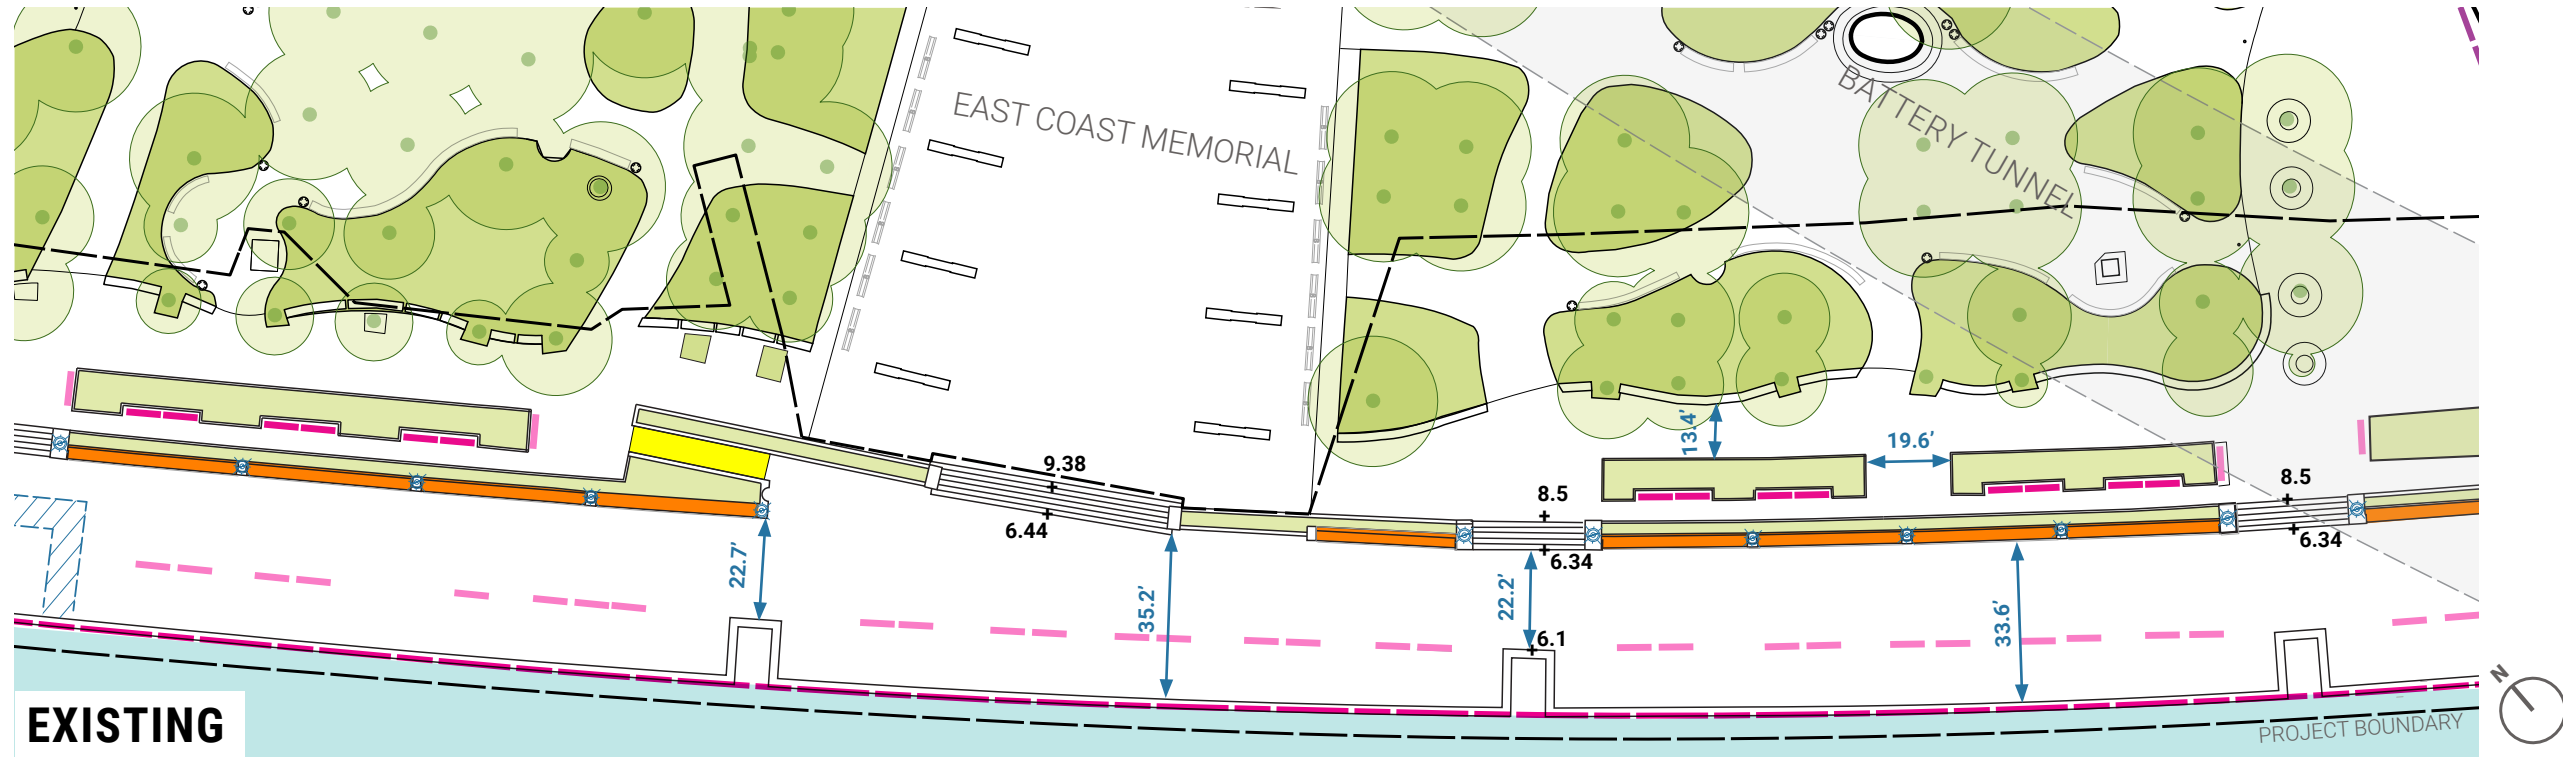 EAST COAST MEMORIAL
BATTERY TUNNEL
13.4’
19.6’
9.38
6.44
8.5
6.34
8.5
6.34
22.7’
35.2’
22.2’
6.1
33.6’
N
EXISTING
PROJECT BOUNDARY